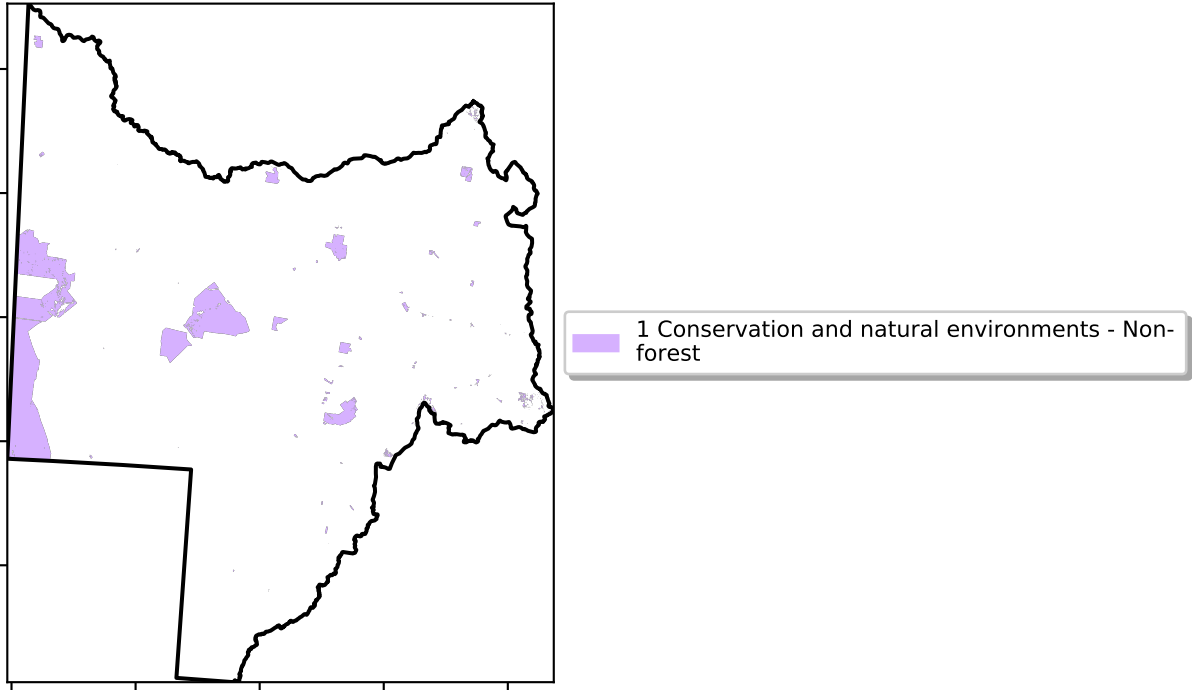 1 Conservation and natural environments - Non-
forest